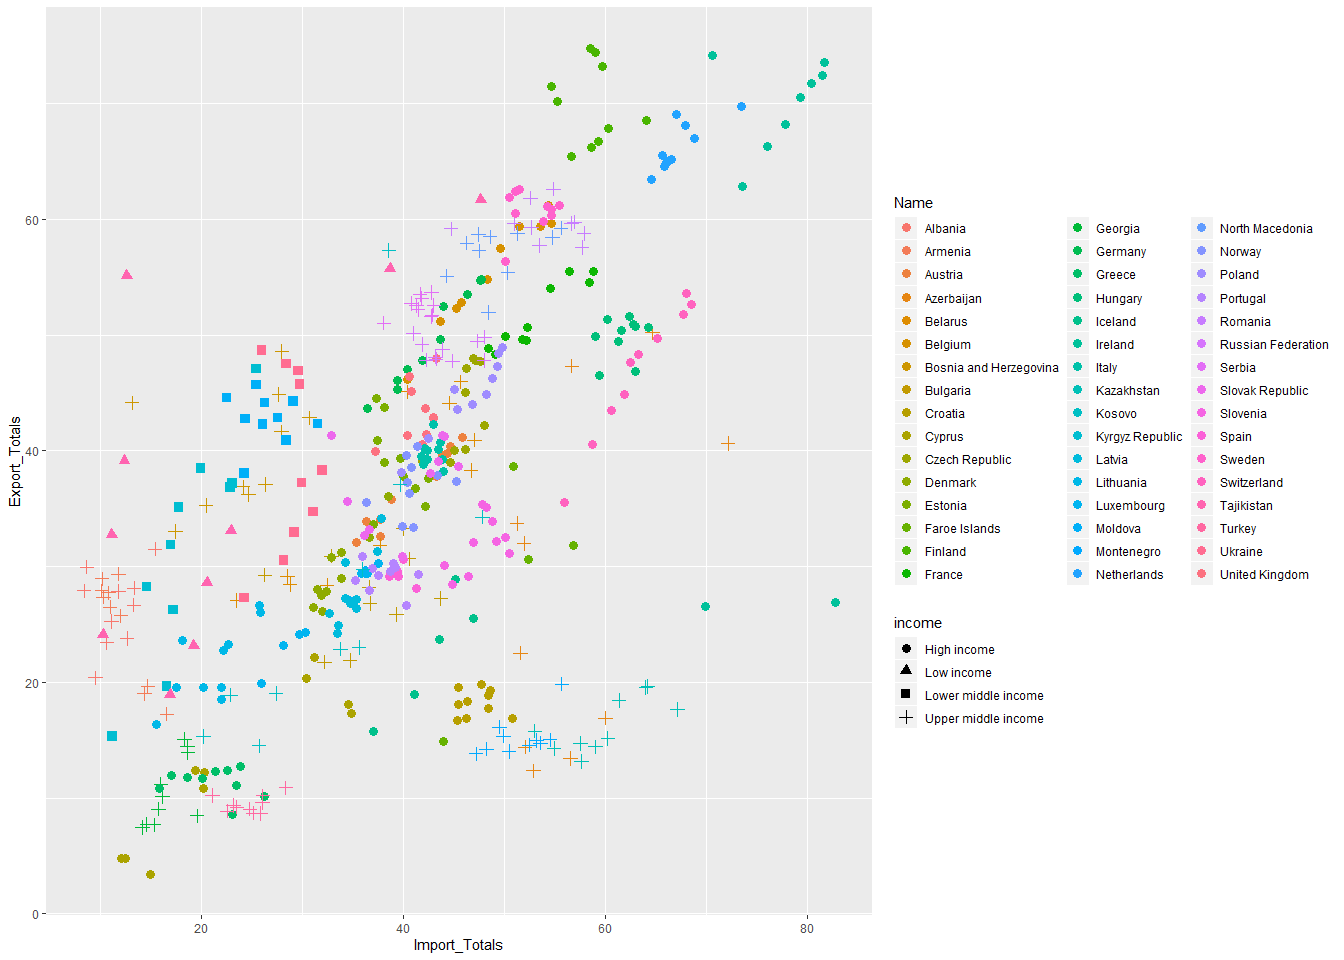 Export_Totals
60
40
20
0
20
40
60
80
Import_Totals
Name
Albania
Armenia
Austria
Azerbaijan
Belarus
Belgium
Bosnia and Herzegovina
Bulgaria
Croatia
Cyprus
Czech Republic
Denmark
Estonia
Faroe Islands
Finland
France
Georgia
Germany
Greece
Hungary
Iceland
Ireland
Italy
Kazakhstan
Kosovo
Kyrgyz Republic
Latvia
Lithuania
Luxembourg
Moldova
Montenegro
Netherlands
North Macedonia
Norway
Poland
Portugal
Romania
Russian Federation
Serbia
Slovak Republic
Slovenia
Spain
Sweden
Switzerland
Tajikistan
Turkey
Ukraine
United Kingdom
income
High income
Low income
Lower middle income
Upper middle income